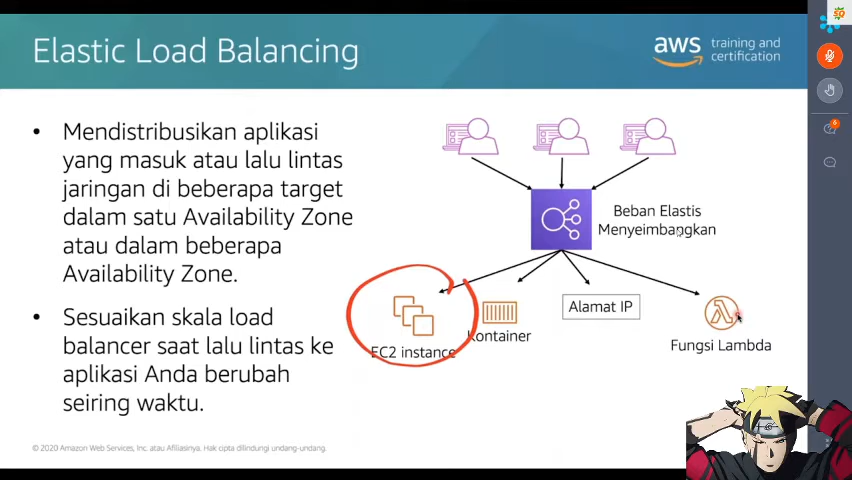 Elastic Load Balancing
aws training and
certification
• Mendistribusikan aplikasi
yang masuk atau lalu lintas
jaringan di beberapa target
dalam satu Availability Zone
atau dalam beberapa
Availability Zone.
• Sesuaikan skala load
balancer saat lalu lintas ke
aplikasi Anda berubah
seiring waktu.
Beban Elastis
Menyeimbangkan
EC2 instance
Kontainer
Alamat IP
Fungsi Lambda
© 2020 Amazon Web Services, Inc. atau Afiliasinya. Hak cipta dilindungi undang-undang.
6